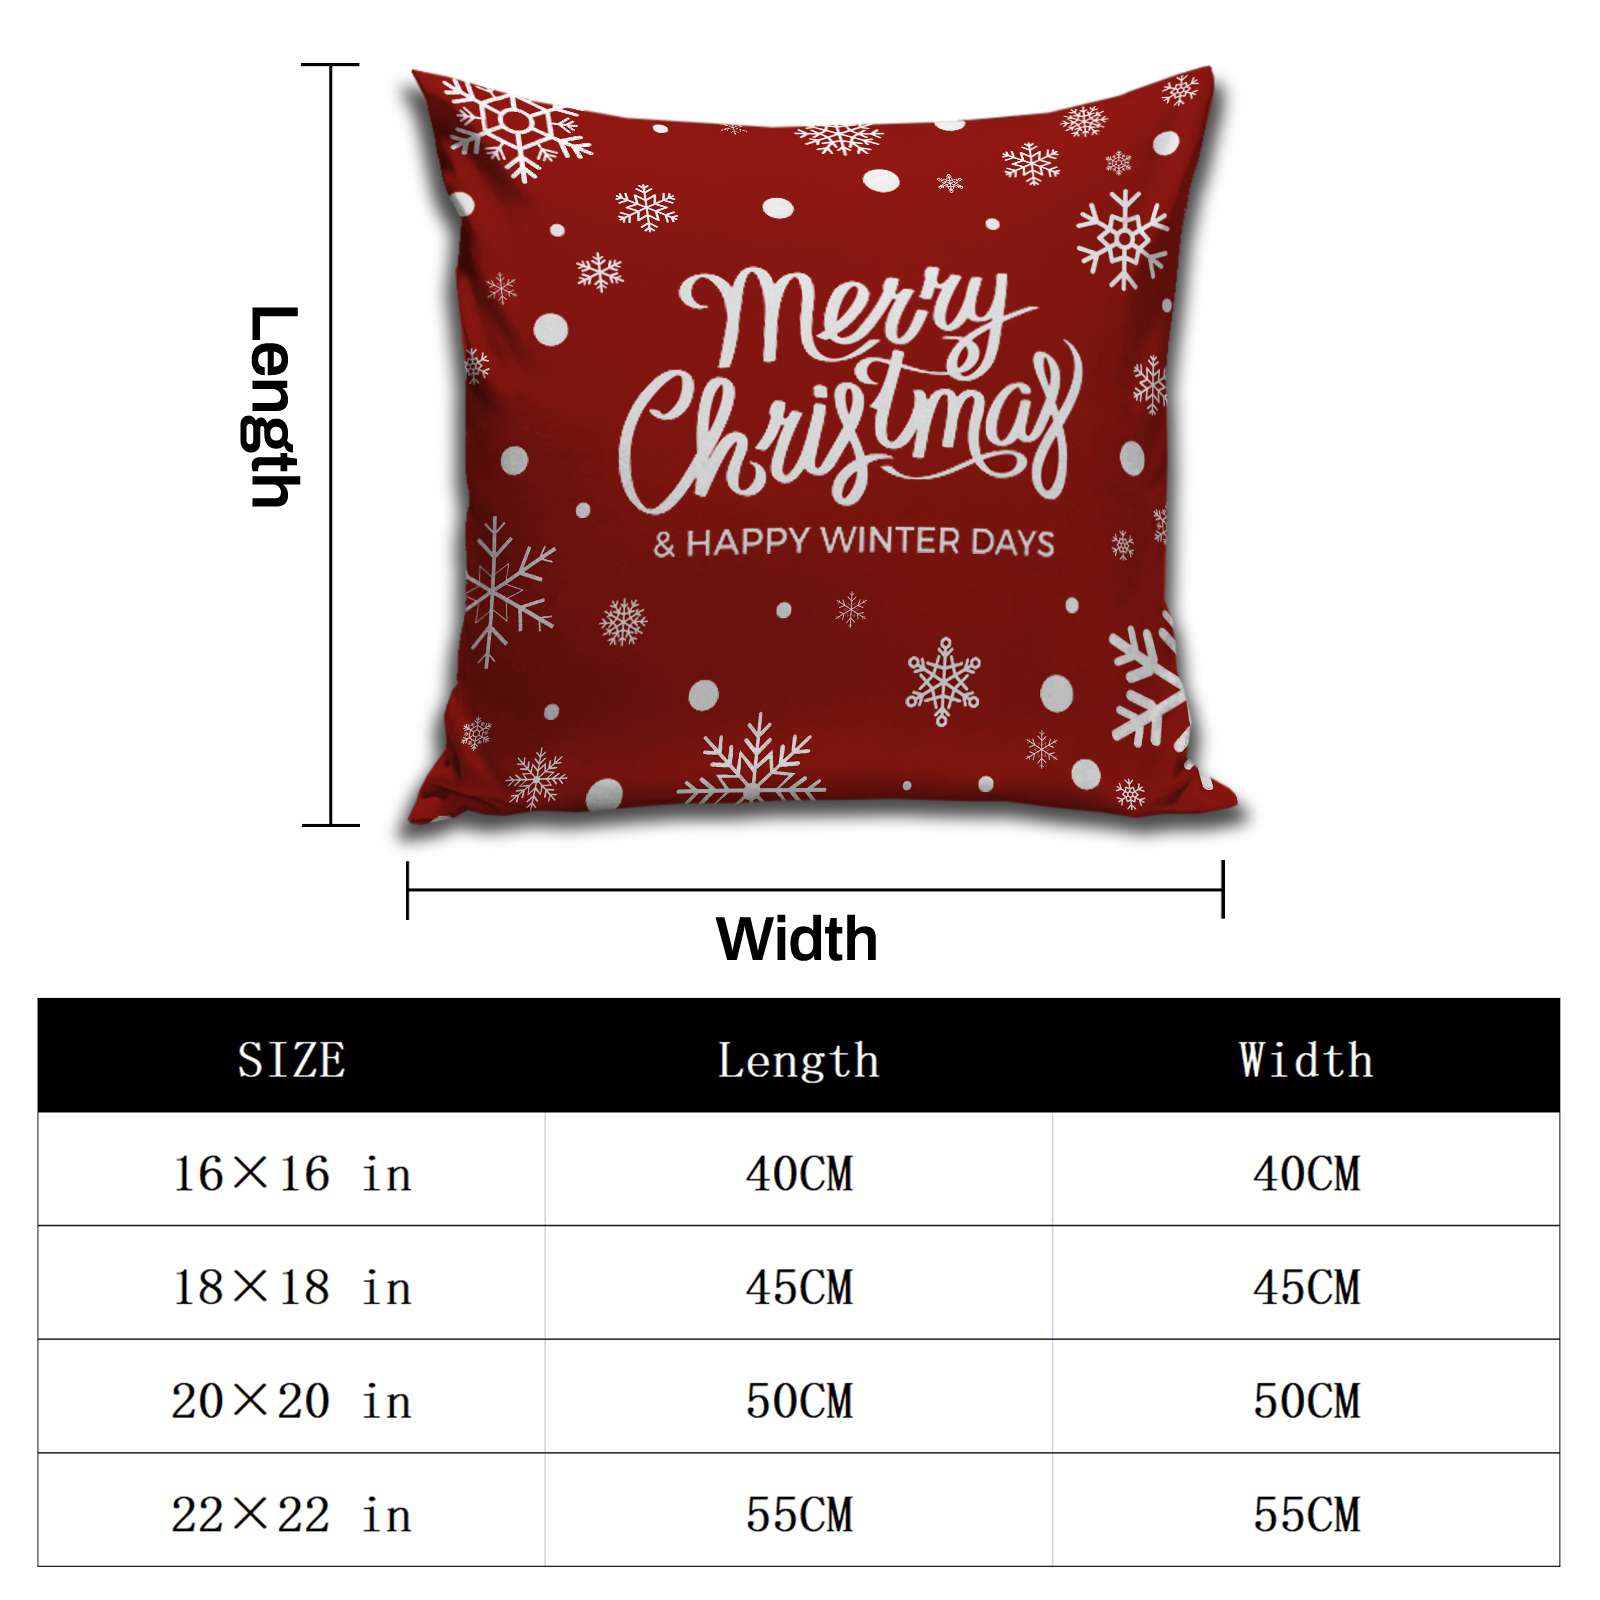 Length
Merry
Christmas
& HAPPY WINTER DAYS
Width
SIZE Length Width
16×16 in 40CM 40CM
18×18 in 45CM 45CM
20×20 in 50CM 50CM
22×22 in 55CM 55CM